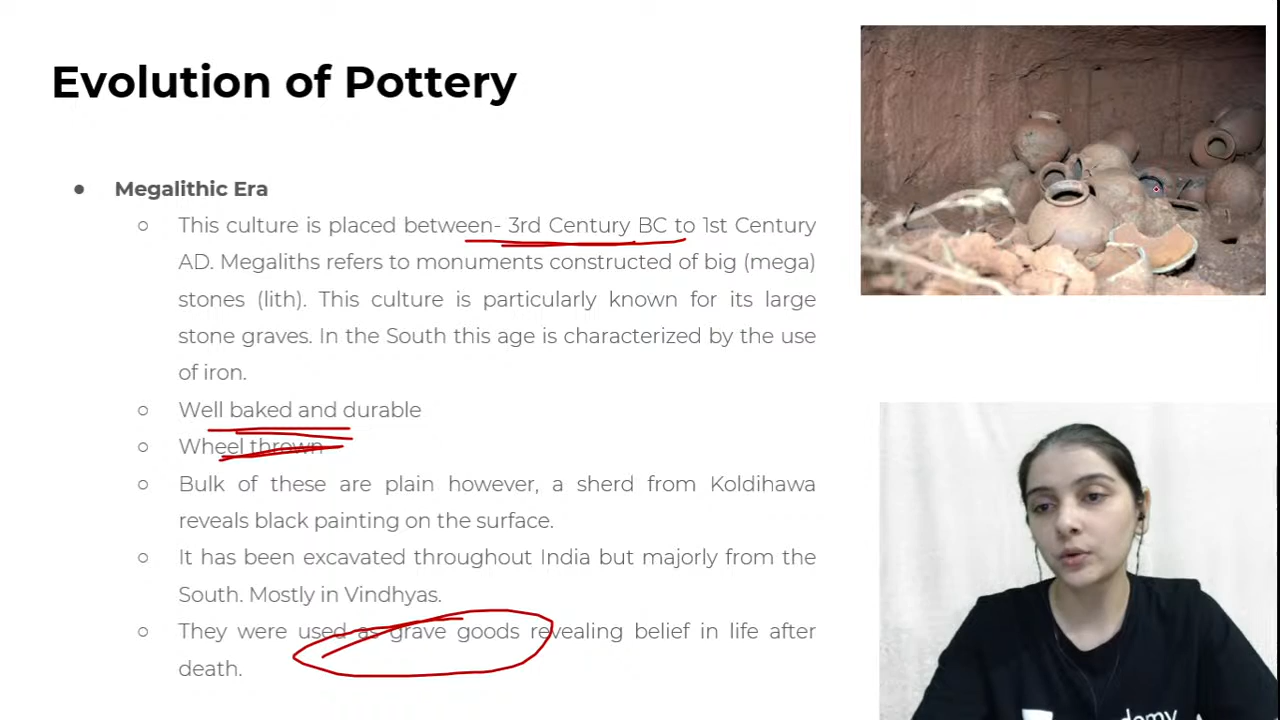 Evolution of Pottery
● Megalithic Era
○ This culture is placed between- 3rd Century BC to 1st Century
AD. Megaliths refers to monuments constructed of big (mega)
stones (lith). This culture is particularly known for its large
stone graves. In the South this age is characterized by the use
of iron.
○ Well baked and durable
○ Wheel thrown
○ Bulk of these are plain however, a sherd from Koldihawa
reveals black painting on the surface.
○ It has been excavated throughout India but majorly from the
South. Mostly in Vindhyas.
○ They were used as grave goods revealing belief in life after
death.